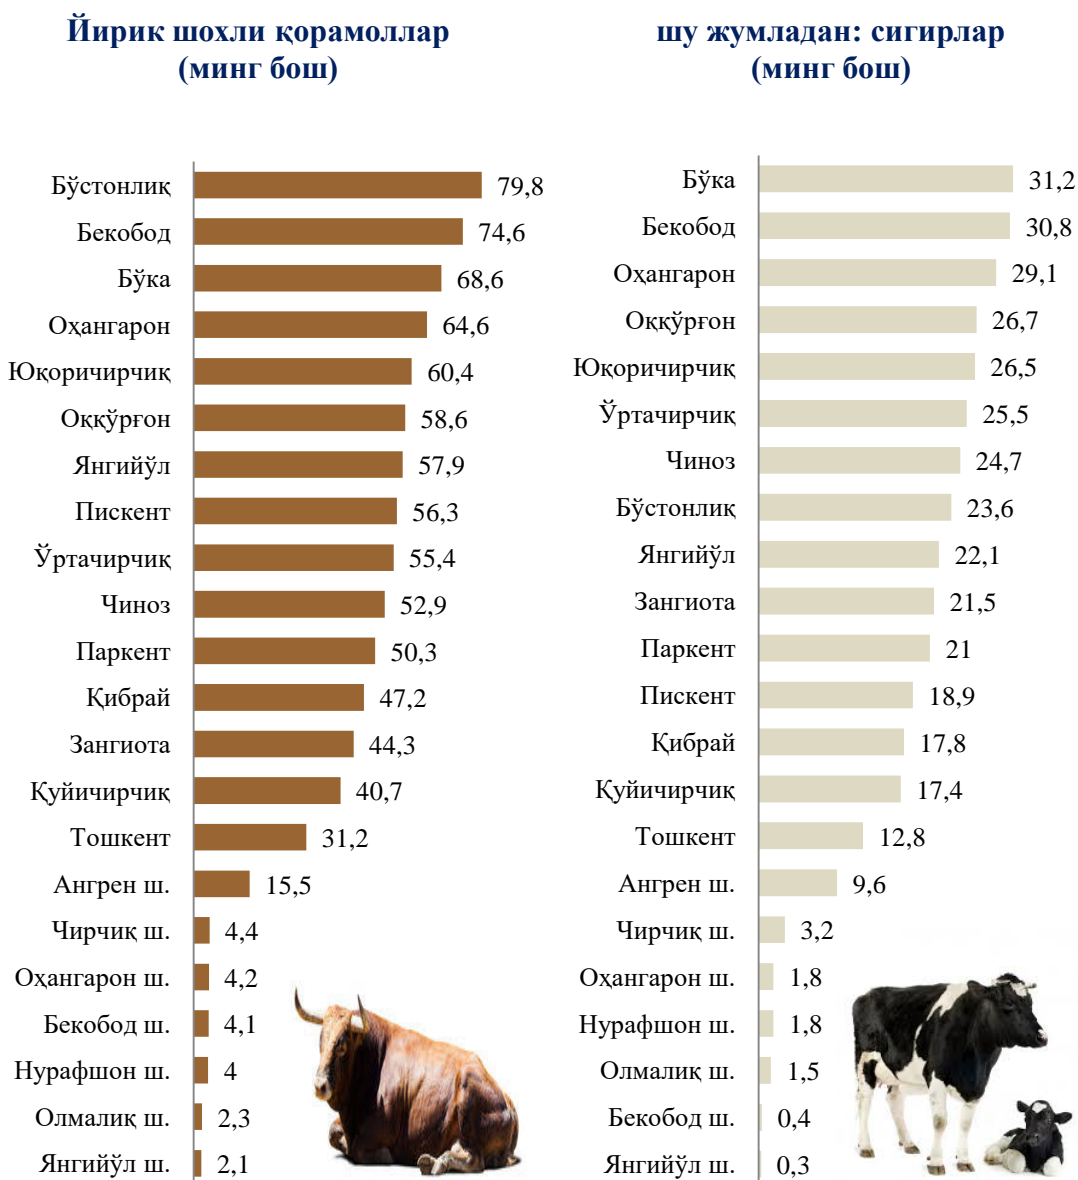 Йирик шохли қорамоллар
(минг бош)
Бўстонлиқ 79,8
Бекобод 74,6
Бўка 68,6
Оҳангарон 64,6
Юқоричирчиқ 60,4
Оққўрғон 58,6
Янгийўл 57,9
Пискент 56,3
Ўртачирчиқ 55,4
Чиноз 52,9
Паркент 50,3
Қибрай 47,2
Зангиота 44,3
Қуйичирчиқ 40,7
Тошкент 31,2
Ангрен ш. 15,5
Чирчиқ ш. 4,4
Оҳангарон ш. 4,2
Бекобод ш. 4,1
Нурафшон ш. 4
Олмалиқ ш. 2,3
Янгийўл ш. 2,1
шу жумладан: сигирлар
(минг бош)
Бўка 31,2
Бекобод 30,8
Оҳангарон 29,1
Оққўрғон 26,7
Юқоричирчиқ 26,5
Ўртачирчиқ 25,5
Чиноз 24,7
Бўстонлиқ 23,6
Янгийўл 22,1
Зангиота 21,5
Паркент 21
Пискент 18,9
Қибрай 17,8
Қуйичирчиқ 17,4
Тошкент 12,8
Ангрен ш. 9,6
Чирчиқ ш. 3,2
Оҳангарон ш. 1,8
Нурафшон ш. 1,8
Олмалиқ ш. 1,5
Бекобод ш. 0,4
Янгийўл ш. 0,3